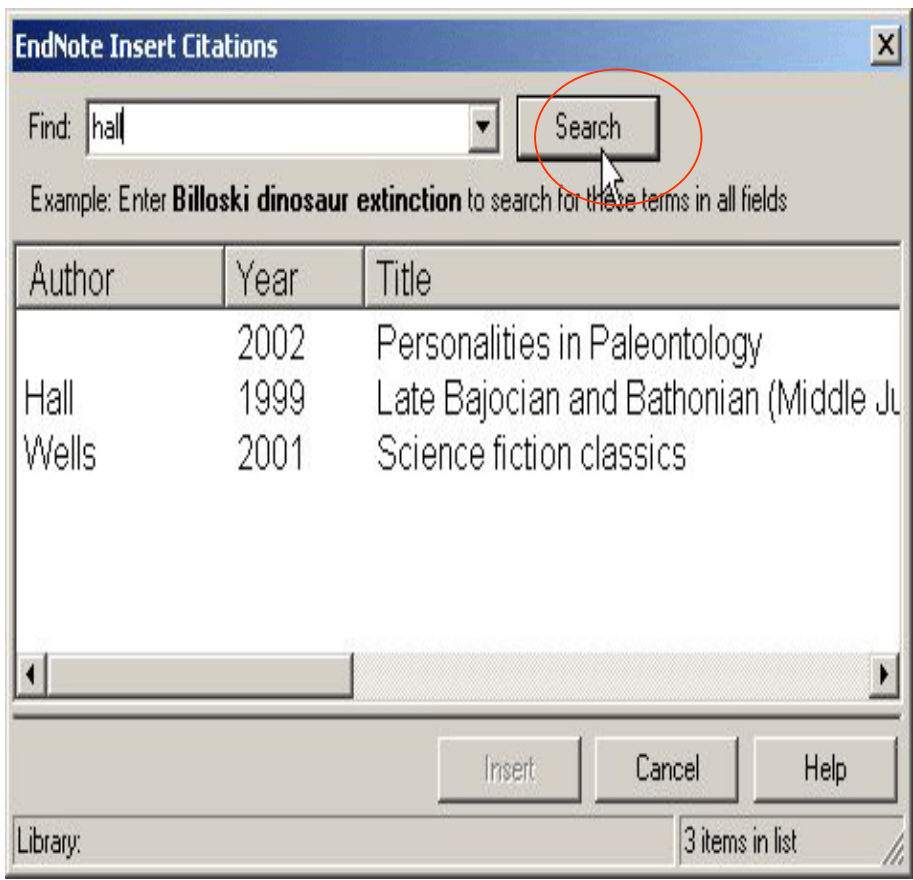 EndNote Insert Citations
Find: hall Search
Example: Enter Billoski dinosaur extinction to search for these terms in all fields
Author Year Title
2002 Personalities in Paleontology
Hall 1999 Late Bajocian and Bathonian (Middle Ju
Wells 2001 Science fiction classics
Insert Cancel Help
Library: 3 items in list